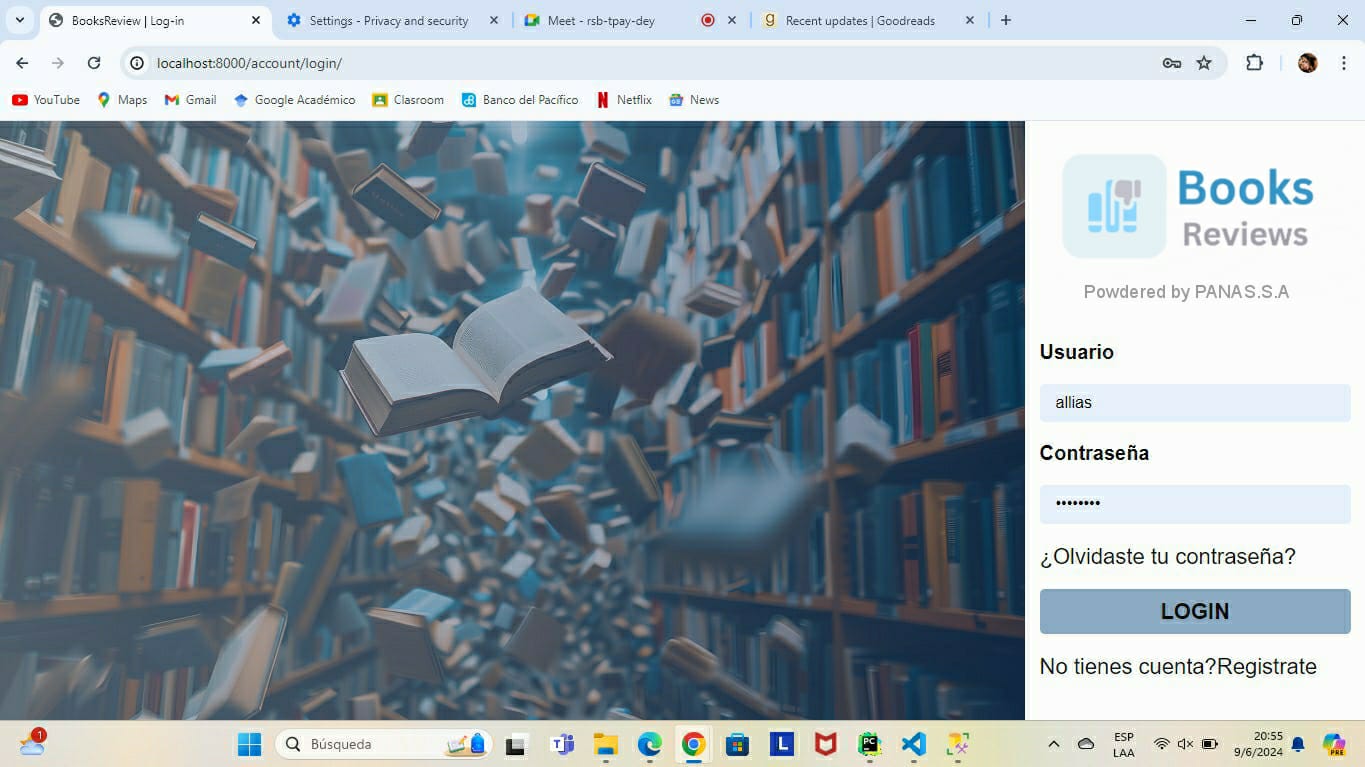 BooksReview | Log-in
Settings - Privacy and security
Meet - rsb-tpay-dey
Recent updates | Goodreads
localhost:8000/account/login/
YouTube
Maps
Gmail
Google Académico
Clasroom
Banco del Pacífico
Netflix
News
Books
Reviews
Powdered by PANAS.S.A
Usuario
allias
Contraseña
••••••••
¿Olvidaste tu contraseña?
LOGIN
No tienes cuenta?Registrate
1
Búsqueda
L
PC
ESP
LAA
20:55
9/6/2024
PRE